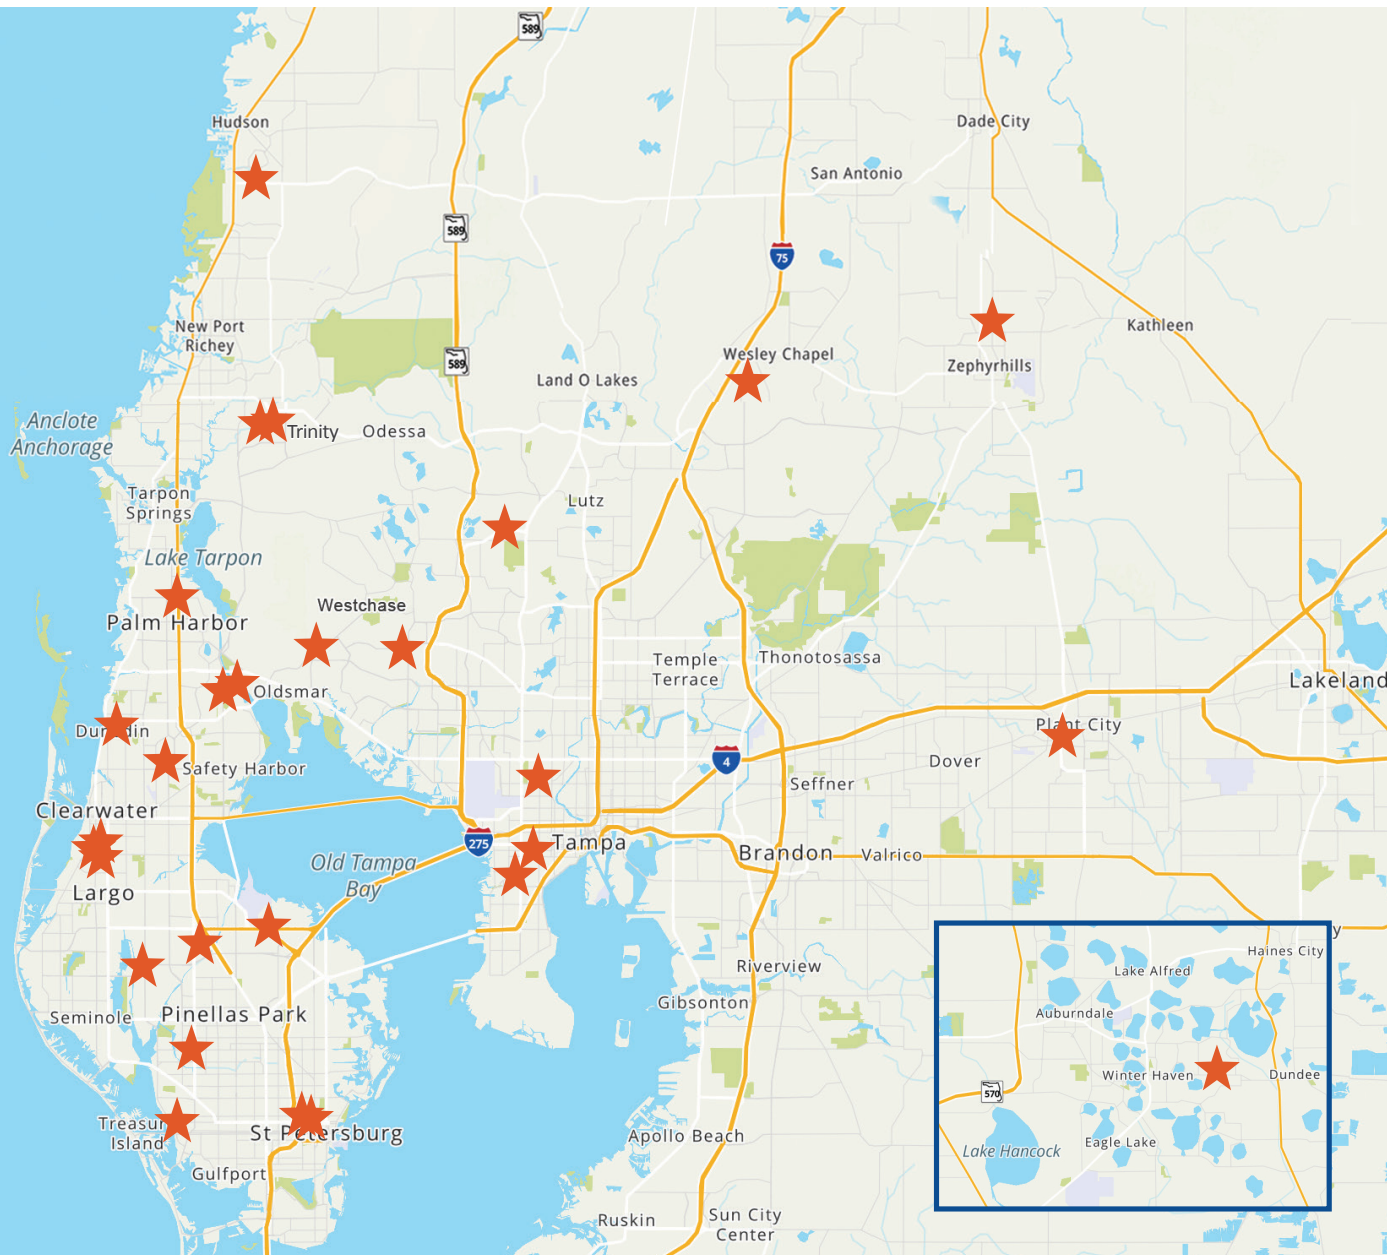 589
Hudson
Dade City
San Antonio
589
75
New Port
Richey
Kathleen
Wesley Chapel
589
Zephyrhills
Land O Lakes
Anclote
Anchorage
Trinity
Odessa
Tarpon
Springs
Lutz
Lake Tarpon
Westchase
Palm Harbor
Temple
Terrace
Thonotosassa
Lakeland
Oldsmar
Plant City
Dunedin
4
Dover
Safety Harbor
Seffner
Clearwater
275
Tampa
Brandon
Valrico
Old Tampa
Bay
Largo
y
Haines City
Riverview
Lake Alfred
Gibsonton
Seminole
Pinellas Park
Auburndale
Winter Haven
Dundee
570
Treasur
Island
St Petersburg
Apollo Beach
Eagle Lake
Lake Hancock
Gulfport
Ruskin
Sun City
Center